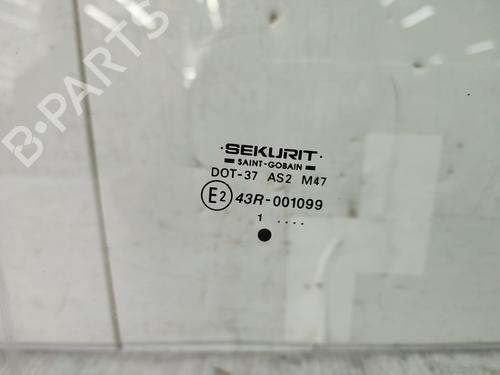 B-PARTS
·SEKURIT·
SAINT-GOBAIN
DOT-37 AS2 M47
E2 43R-001099
1 ....